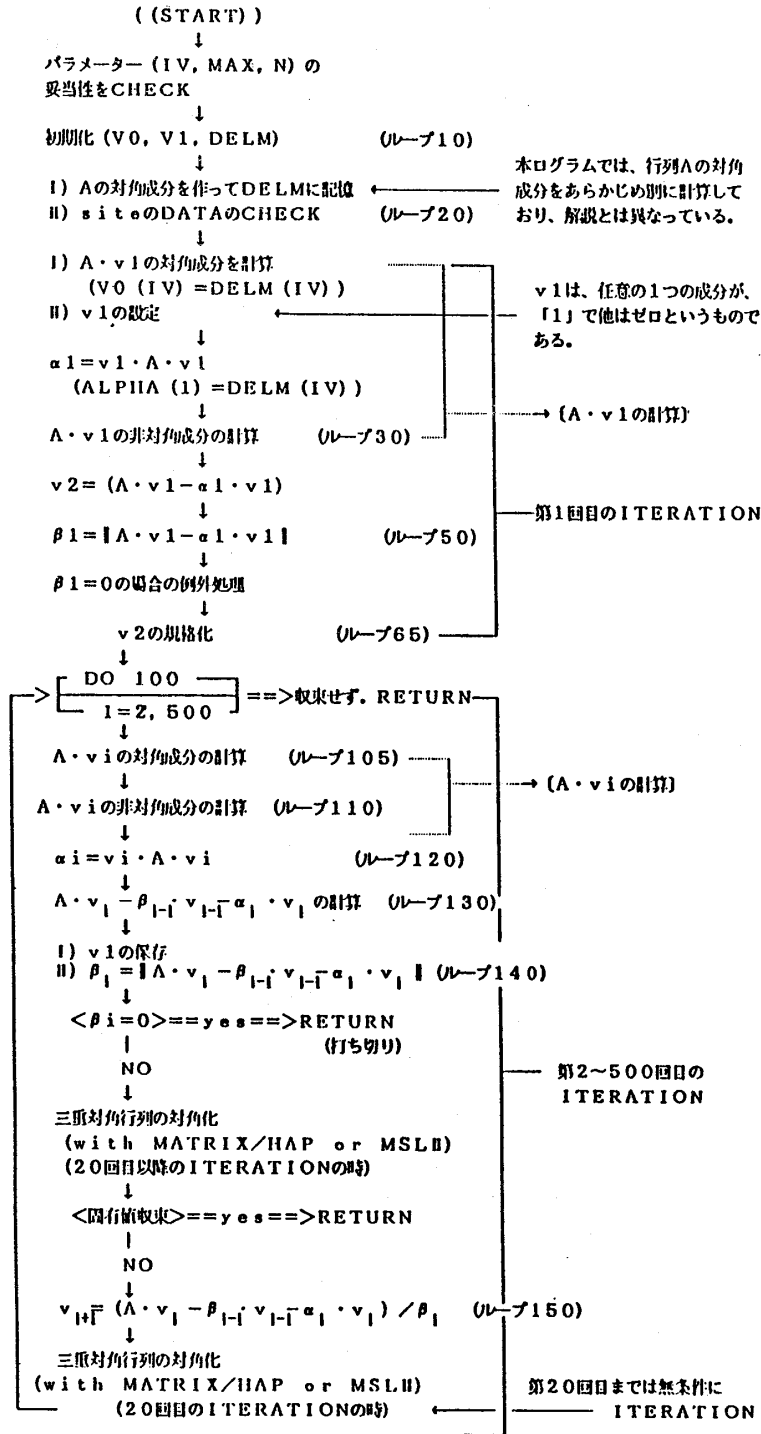 ((START))
↓
パラメーター(IV, MAX, N)の
妥当性をCHECK
↓
初期化(V0, V1, DELM) (ループ10)
↓
I) Aの対角成分を作ってDELMに記憶 ←
II) siteのDATAのCHECK (ループ20)
本ログラムでは、行列Aの対角
成分をあらかじめ別に計算して
おり、解説とは異なっている。
↓
I) A・v1の対角成分を計算
(V0(IV)=DELM(IV))
II) v1の設定 ←
v1は、任意の1つの成分が、
「1」で他はゼロというもので
ある。
↓
α1=v1・A・v1
(ALPHA(1)=DELM(IV))
↓
→ (A・v1の計算)
A・v1の非対角成分の計算 (ループ30)
↓
v2=(A・v1-α1・v1)
↓
第1回目のITERATION
β1=‖A・v1-α1・v1‖ (ループ50)
↓
β1=0の場合の例外処理
↓
v2の規格化 (ループ65)
↓
DO 100
I=2, 500
==>収束せず. RETURN
↓
A・viの対角成分の計算 (ループ105)
↓
→ (A・viの計算)
A・viの非対角成分の計算 (ループ110)
↓
αi=vi・A・vi (ループ120)
↓
A・v_i-β_{i-1}・v_{i-1}-α_i・v_i の計算 (ループ130)
↓
I) v1の保存
II) β_i=‖A・v_i-β_{i-1}・v_{i-1}-α_i・v_i‖ (ループ140)
↓
<βi=0>==yes==>RETURN
(打ち切り)
NO
第2~500回目の
ITERATION
三重対角行列の対角化
(with MATRIX/HAP or MSLII)
(20回目以降のITERATIONの時)
↓
<固有値収束>==yes==>RETURN
NO
↓
v_{i+1}=(A・v_i-β_{i-1}・v_{i-1}-α_i・v_i)/β_i (ループ150)
↓
三重対角行列の対角化
(with MATRIX/HAP or MSLII)
(20回目のITERATIONの時) ←
第20回目までは無条件に
ITERATION